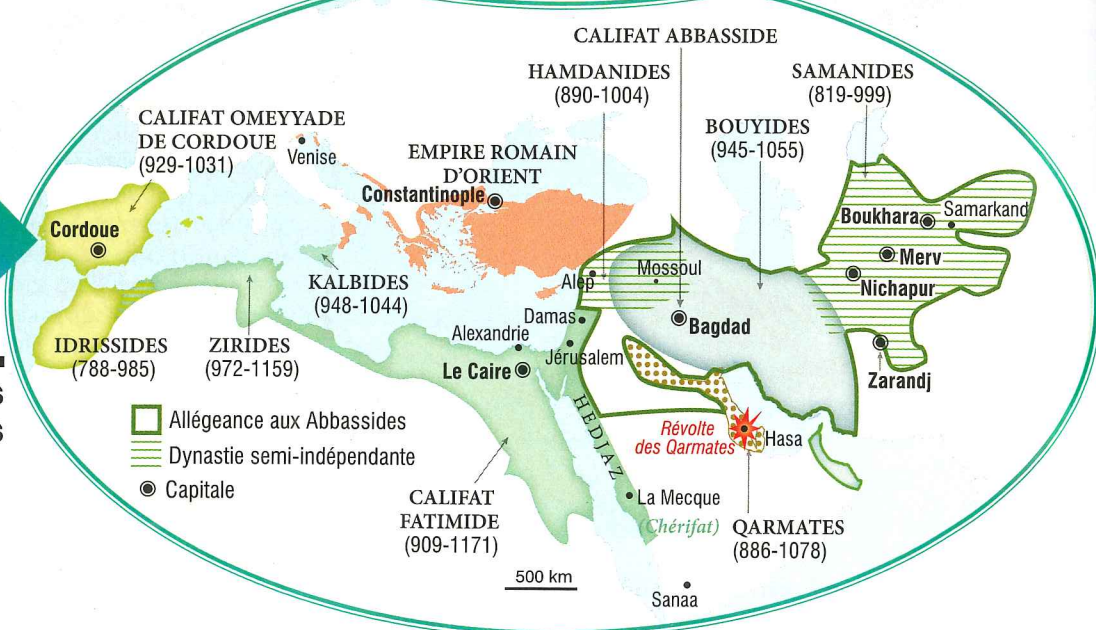 CALIFAT ABBASSIDE
HAMDANIDES
(890-1004)
SAMANIDES
(819-999)
CALIFAT OMEYYADE
DE CORDOUE
(929-1031)
Venise
EMPIRE ROMAIN
D'ORIENT
Constantinople
BOUYIDES
(945-1055)
Boukhara
Samarkand
Cordoue
Merv
Nichapur
KALBIDES
(948-1044)
Alep
Mossoul
Damas
Bagdad
Alexandrie
Jérusalem
Le Caire
IDRISSIDES
(788-985)
ZIRIDES
(972-1159)
Zarandj
HEDJAZ
Allégeance aux Abbassides
Dynastie semi-indépendante
Capitale
Révolte
des Qarmates
Hasa
CALIFAT
FATIMIDE
(909-1171)
La Mecque
(Chérifat)
QARMATES
(886-1078)
500 km
Sanaa